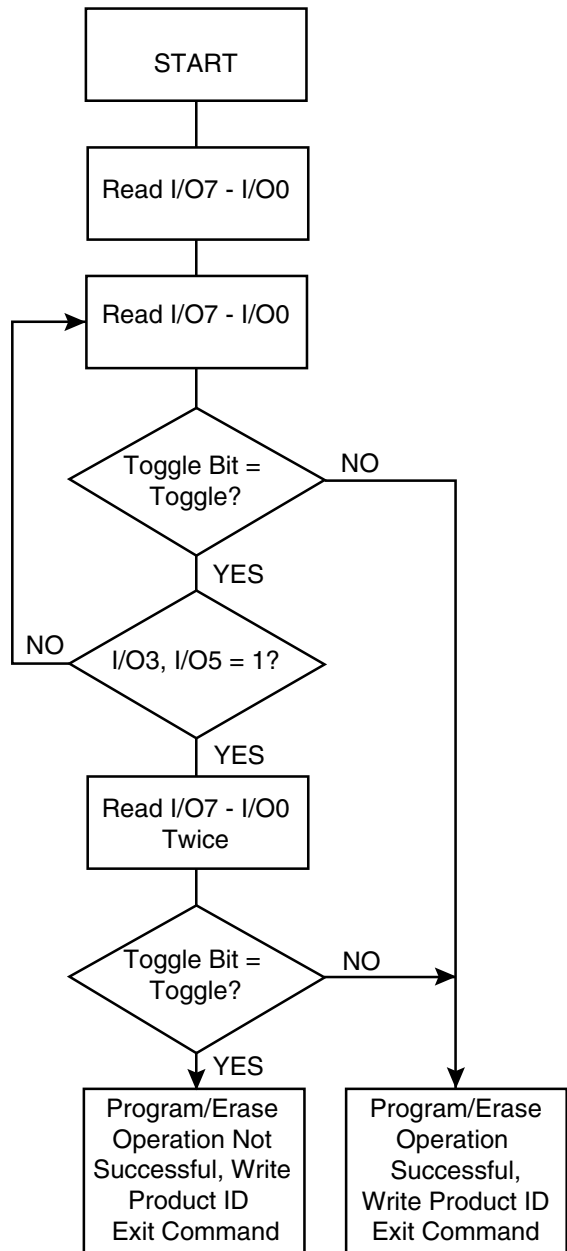 START
Read I/O7 - I/O0
Read I/O7 - I/O0
Toggle Bit =
Toggle?
NO
YES
NO
I/O3, I/O5 = 1?
YES
Read I/O7 - I/O0
Twice
Toggle Bit =
Toggle?
NO
YES
Program/Erase
Operation Not
Successful, Write
Product ID
Exit Command
Program/Erase
Operation
Successful,
Write Product ID
Exit Command